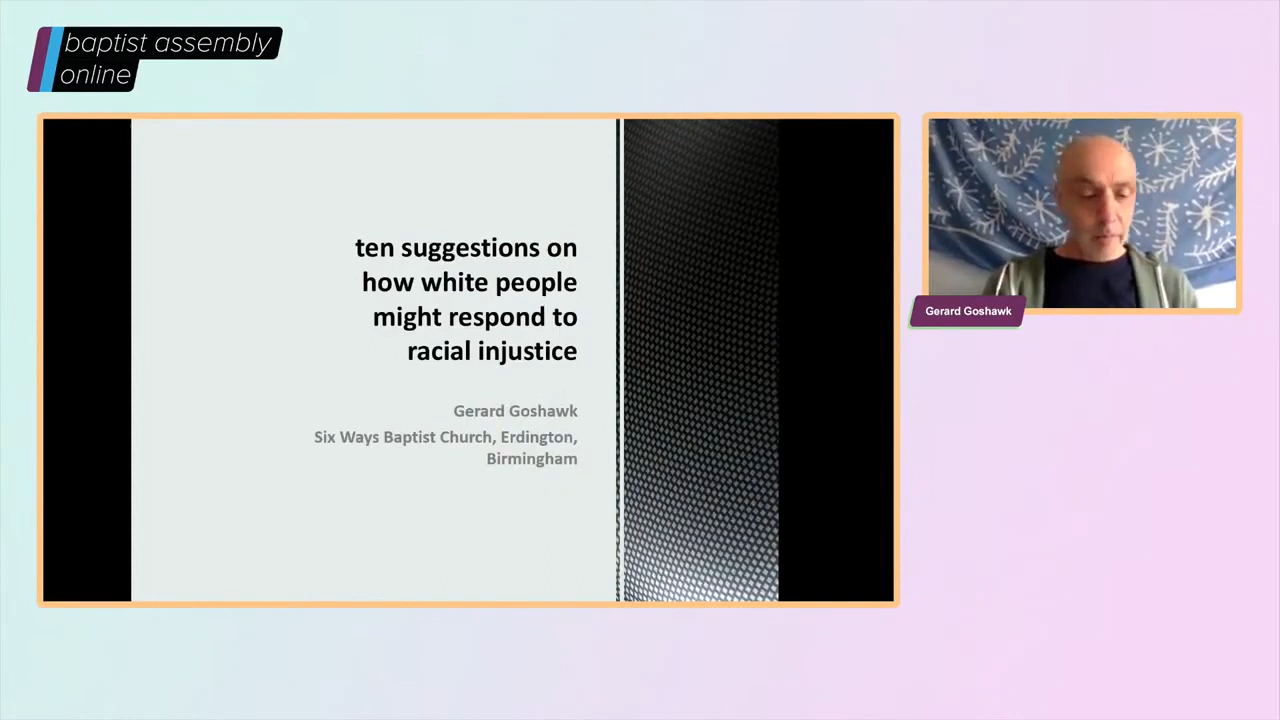 baptist assembly
online
ten suggestions on
how white people
might respond to
racial injustice
Gerard Goshawk
Six Ways Baptist Church, Erdington,
Birmingham
Gerard Goshawk